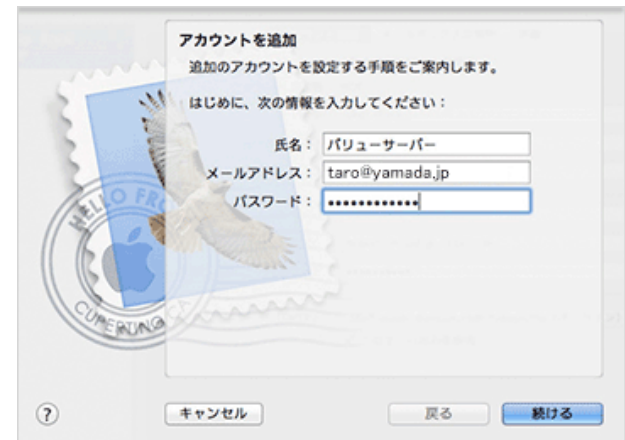 アカウントを追加
追加のアカウントを設定する手順をご案内します。
はじめに、次の情報を入力してください：
氏名： バリューサーバー
メールアドレス： taro@yamada.jp
パスワード： ••••••••••••
HELLO FRO
CUPERTINO CA
? キャンセル 戻る 続ける